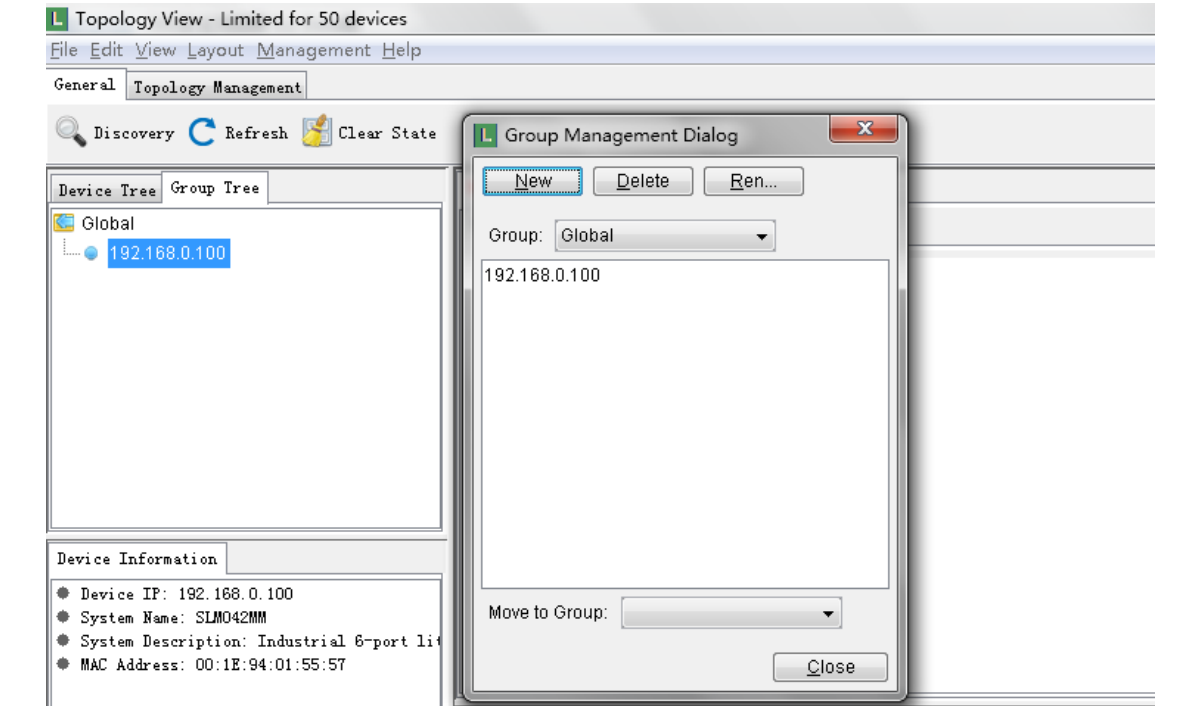 L Topology View - Limited for 50 devices
File Edit View Layout Management Help
General Topology Management
Discovery Refresh Clear State
Device Tree Group Tree
Global
192.168.0.100
Device Information
Device IP: 192.168.0.100
System Name: SLM042MM
System Description: Industrial 6-port lit
MAC Address: 00:1E:94:01:55:57
L Group Management Dialog
New Delete Ren...
Group: Global
192.168.0.100
Move to Group:
Close